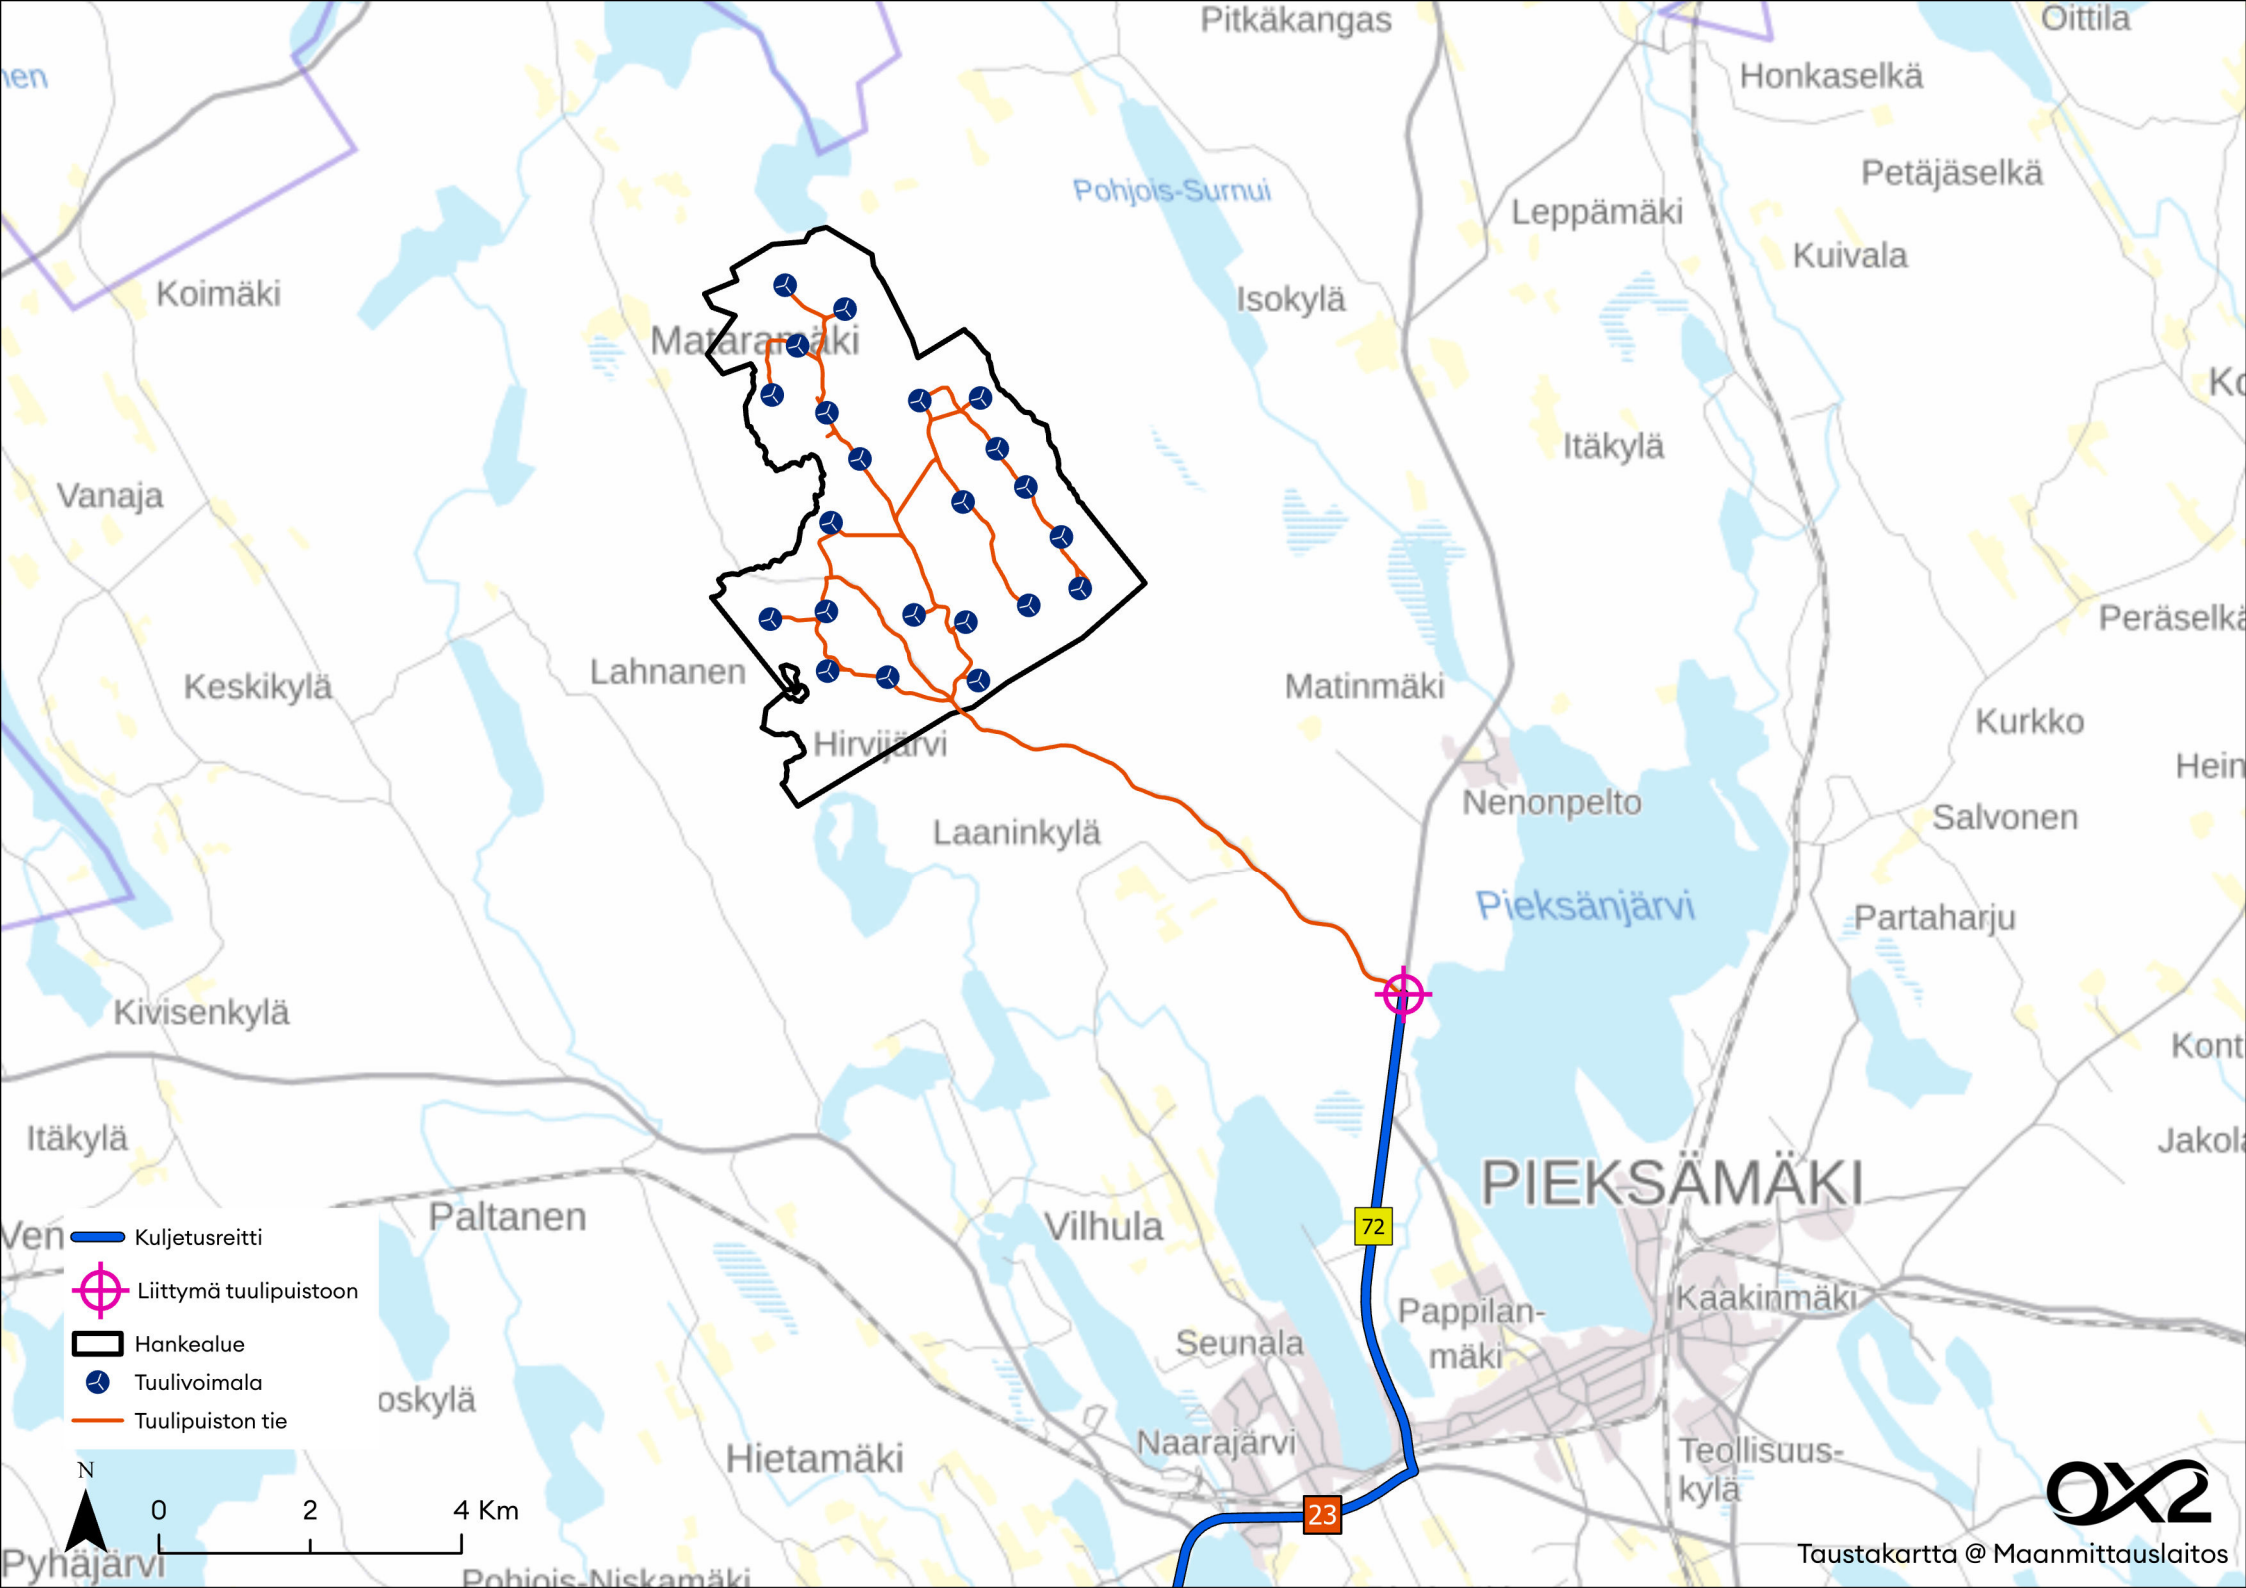 Pitkäkangas
Oittila
Honkaselkä
Petäjäselkä
Pohjois-Surnui
Leppämäki
Kuivala
Koimäki
Isokylä
Mataramäki
Itäkylä
Vanaja
Peräselkä
Lahnanen
Matinmäki
Keskikylä
Kurkko
Hirvijärvi
Nenonpelto
Salvonen
Laaninkylä
Pieksänjärvi
Partaharju
Kivisenkylä
Itäkylä
PIEKSÄMÄKI
Paltanen
Vilhula
72
Kaakinmäki
Pappilan-
mäki
Seunala
Naarajärvi
Teollisuus-
kylä
Hietamäki
23
Pyhäjärvi
Pohjois-Niskamäki
Kuljetusreitti
Liittymä tuulipuistoon
Hankealue
Tuulivoimala
Tuulipuiston tie
N
0 2 4 Km
OX2
Taustakartta @ Maanmittauslaitos